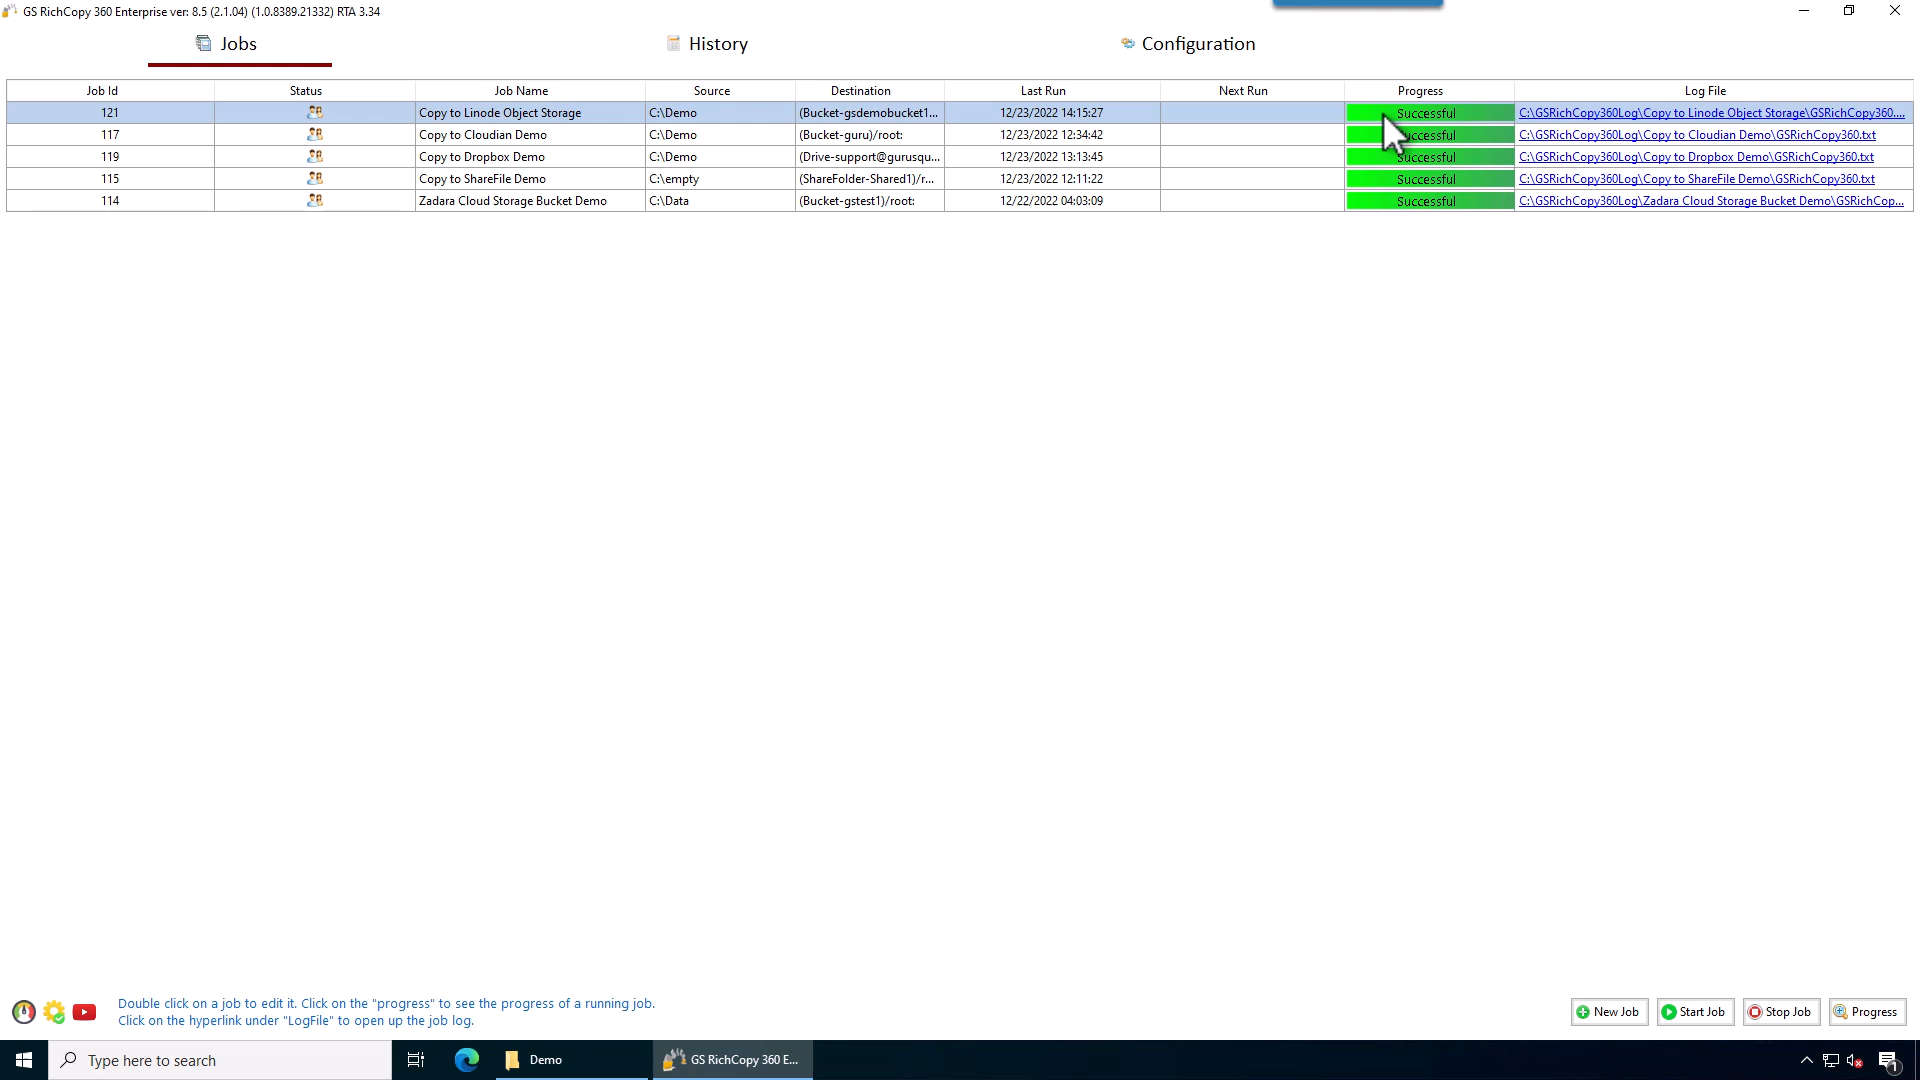 GS RichCopy 360 Enterprise ver: 8.5 (2.1.04) (1.0.8389.21332) RTA 3.34
Jobs History Configuration
Job Id Status Job Name Source Destination Last Run Next Run Progress Log File
121 Copy to Linode Object Storage C:\Demo (Bucket-gsdemobucket1... 12/23/2022 14:15:27 Successful C:\GSRichCopy360Log\Copy to Linode Object Storage\GSRichCopy360....
117 Copy to Cloudian Demo C:\Demo (Bucket-guru)/root: 12/23/2022 12:34:42 C:\GSRichCopy360Log\Copy to Cloudian Demo\GSRichCopy360.txt
119 Copy to Dropbox Demo C:\Demo (Drive-support@gurusqu... 12/23/2022 13:13:45 Successful C:\GSRichCopy360Log\Copy to Dropbox Demo\GSRichCopy360.txt
115 Copy to ShareFile Demo C:\empty (ShareFolder-Shared1)/r... 12/23/2022 12:11:22 Successful C:\GSRichCopy360Log\Copy to ShareFile Demo\GSRichCopy360.txt
114 Zadara Cloud Storage Bucket Demo C:\Data (Bucket-gstest1)/root: 12/22/2022 04:03:09 Successful C:\GSRichCopy360Log\Zadara Cloud Storage Bucket Demo\GSRichCop...
Double click on a job to edit it. Click on the "progress" to see the progress of a running job.
Click on the hyperlink under "LogFile" to open up the job log.
New Job Start Job Stop Job Progress
Type here to search Demo GS RichCopy 360 E... 1